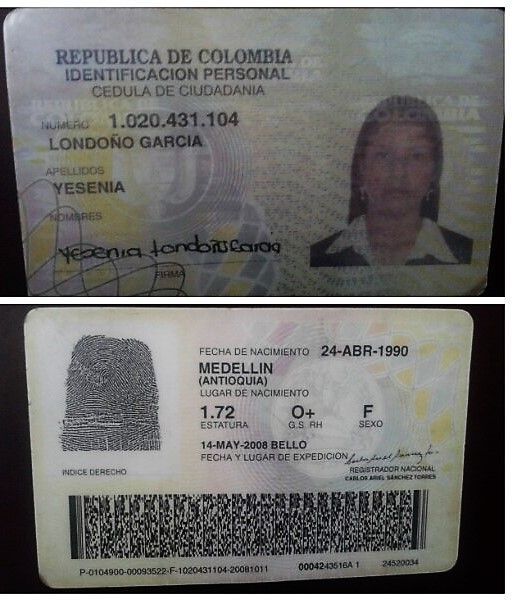 REPUBLICA DE COLOMBIA
IDENTIFICACION PERSONAL
CEDULA DE CIUDADANIA
NUMERO 1.020.431.104
LONDOÑO GARCIA
APELLIDOS
YESENIA
NOMBRES
Yesenia Londoño Garcia
FIRMA
FECHA DE NACIMIENTO 24-ABR-1990
MEDELLIN
(ANTIOQUIA)
LUGAR DE NACIMIENTO
1.72 O+ F
ESTATURA G.S. RH SEXO
14-MAY-2008 BELLO
FECHA Y LUGAR DE EXPEDICION
INDICE DERECHO
REGISTRADOR NACIONAL
CARLOS ARIEL SÁNCHEZ TORRES
P-0104900-00093522-F-1020431104-20081011 0004243516A 1 24520034